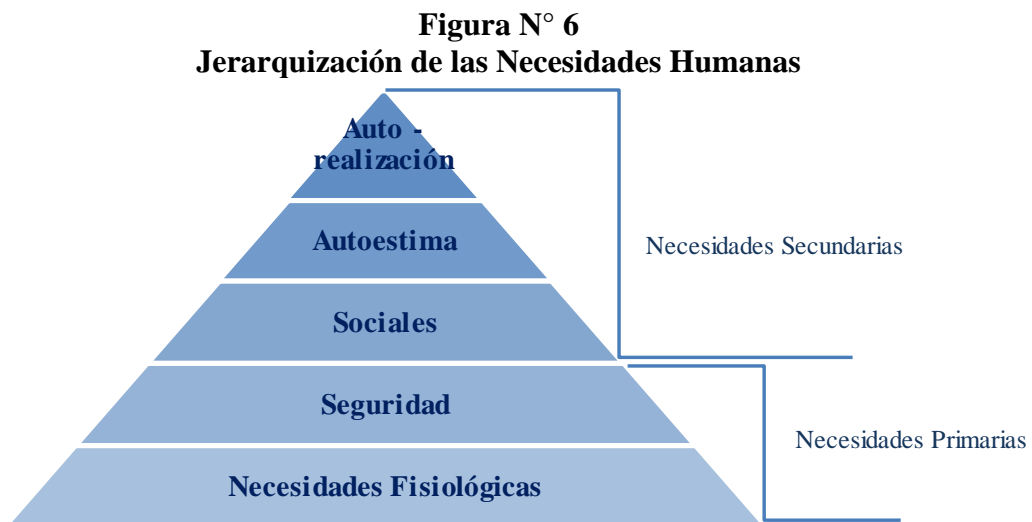 Figura N° 6
Jerarquización de las Necesidades Humanas
Auto -
realización
Autoestima
Necesidades Secundarias
Sociales
Seguridad
Necesidades Primarias
Necesidades Fisiológicas